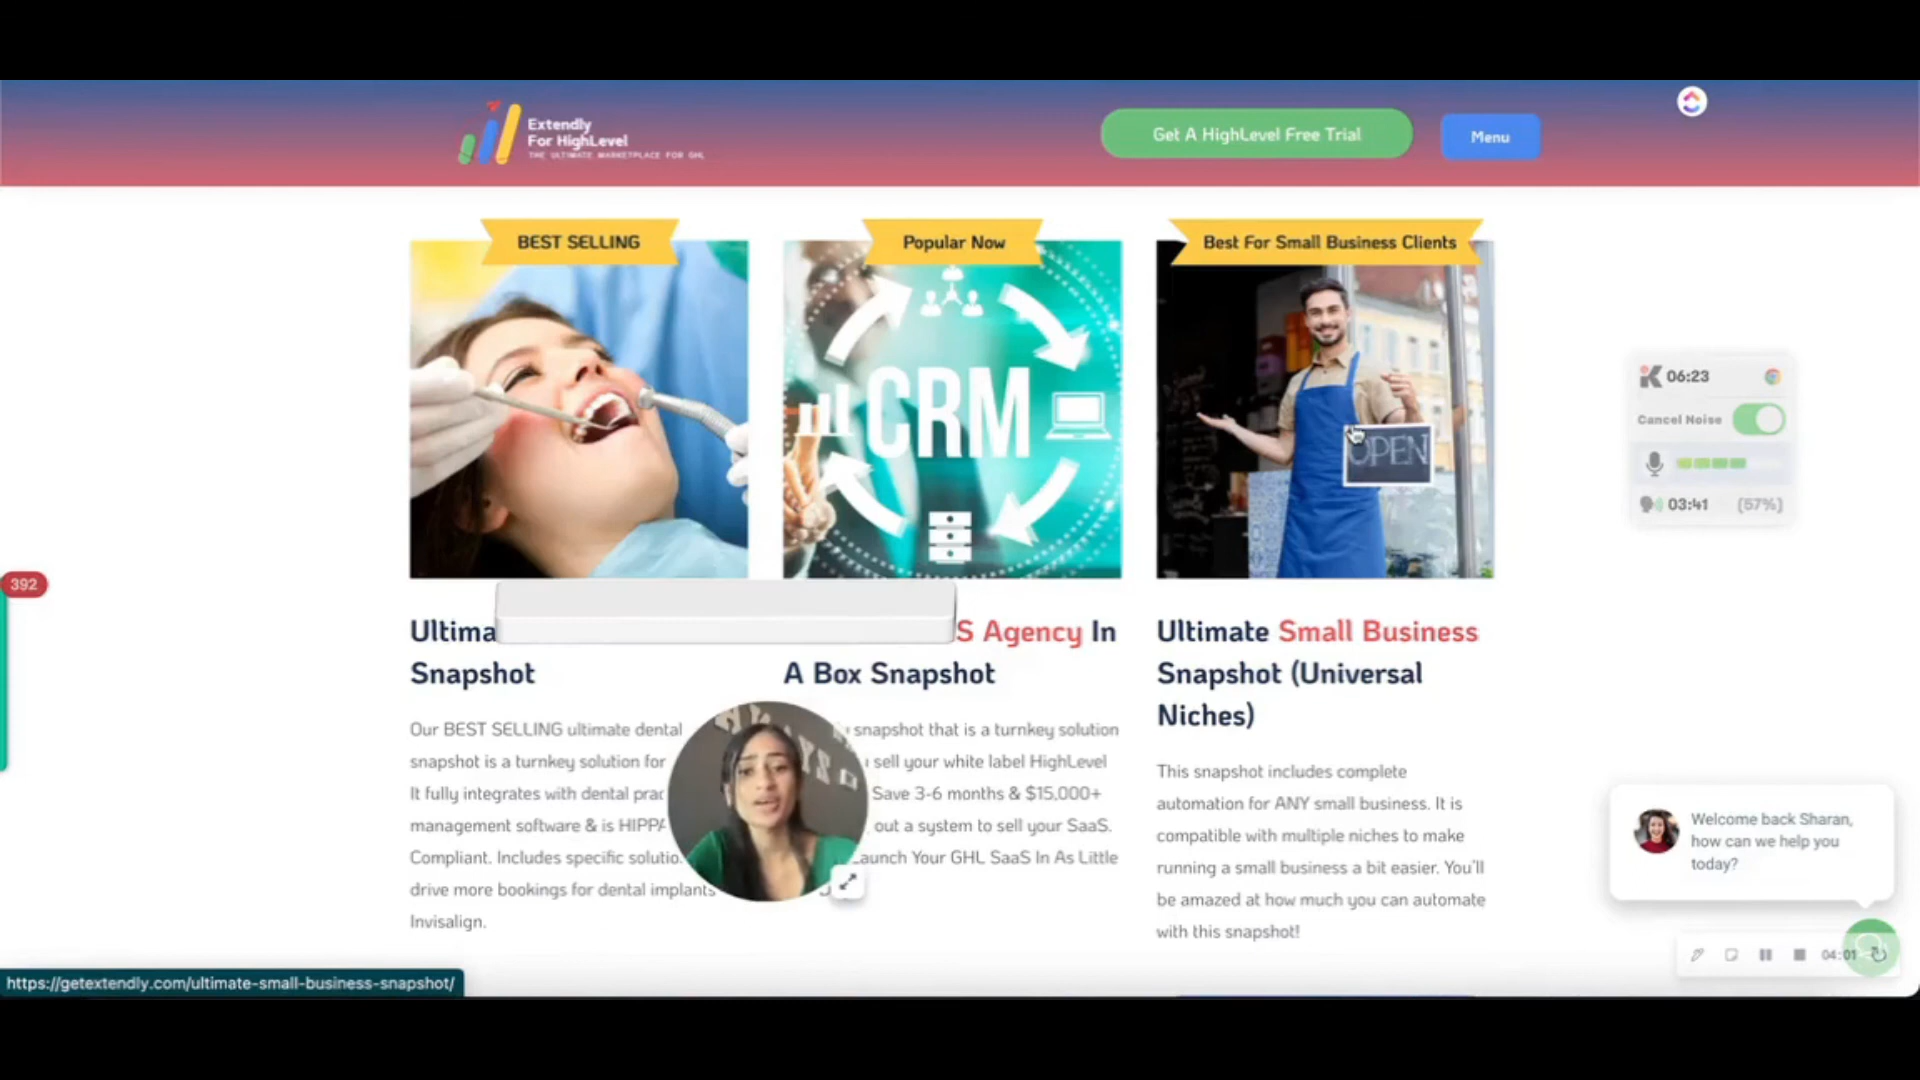 Extendly
For HighLevel
THE ULTIMATE MARKETPLACE FOR GHL
Get A HighLevel Free Trial
Menu
BEST SELLING
Popular Now
Best For Small Business Clients
CRM
OPEN
06:23
Cancel Noise
03:41 (57%)
392
Ultima
Snapshot
S Agency In
A Box Snapshot
Ultimate Small Business
Snapshot (Universal
Niches)
Our BEST SELLING ultimate dental
snapshot is a turnkey solution for
It fully integrates with dental prac
management software & is HIPPA
Compliant. Includes specific solutio
drive more bookings for dental implants
Invisalign.
snapshot that is a turnkey solution
sell your white label HighLevel
Save 3-6 months & $15,000+
out a system to sell your SaaS.
Launch Your GHL SaaS In As Little
This snapshot includes complete
automation for ANY small business. It is
compatible with multiple niches to make
running a small business a bit easier. You'll
be amazed at how much you can automate
with this snapshot!
Welcome back Sharan,
how can we help you
today?
04:01
https://getextendly.com/ultimate-small-business-snapshot/